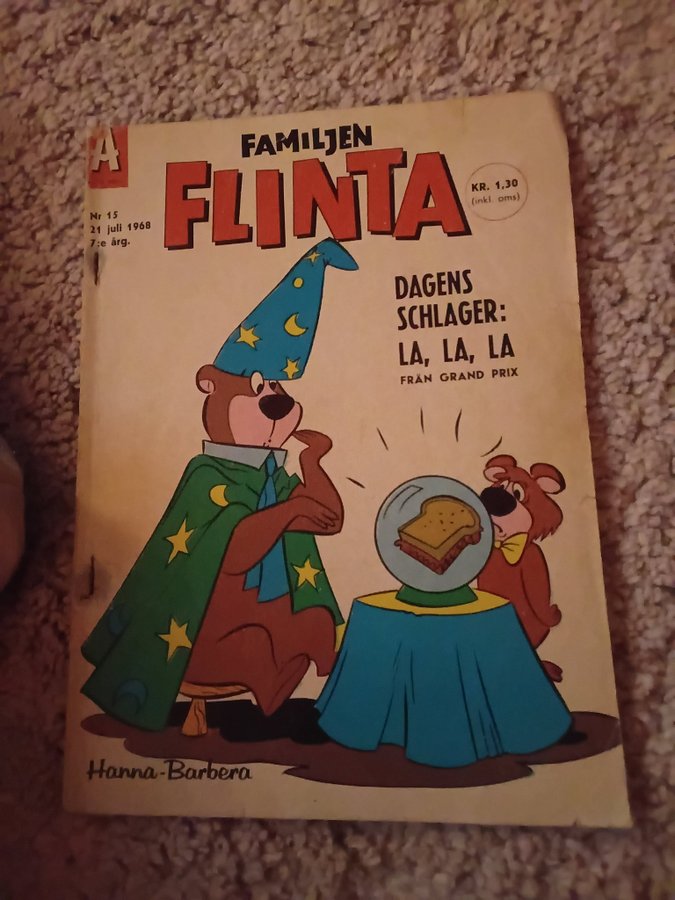 A
FAMILJEN
FLINTA
KR. 1,30
(inkl. oms)
Nr 15
21 juli 1968
7:e årg.
DAGENS
SCHLAGER:
LA, LA, LA
FRÅN GRAND PRIX
Hanna-Barbera